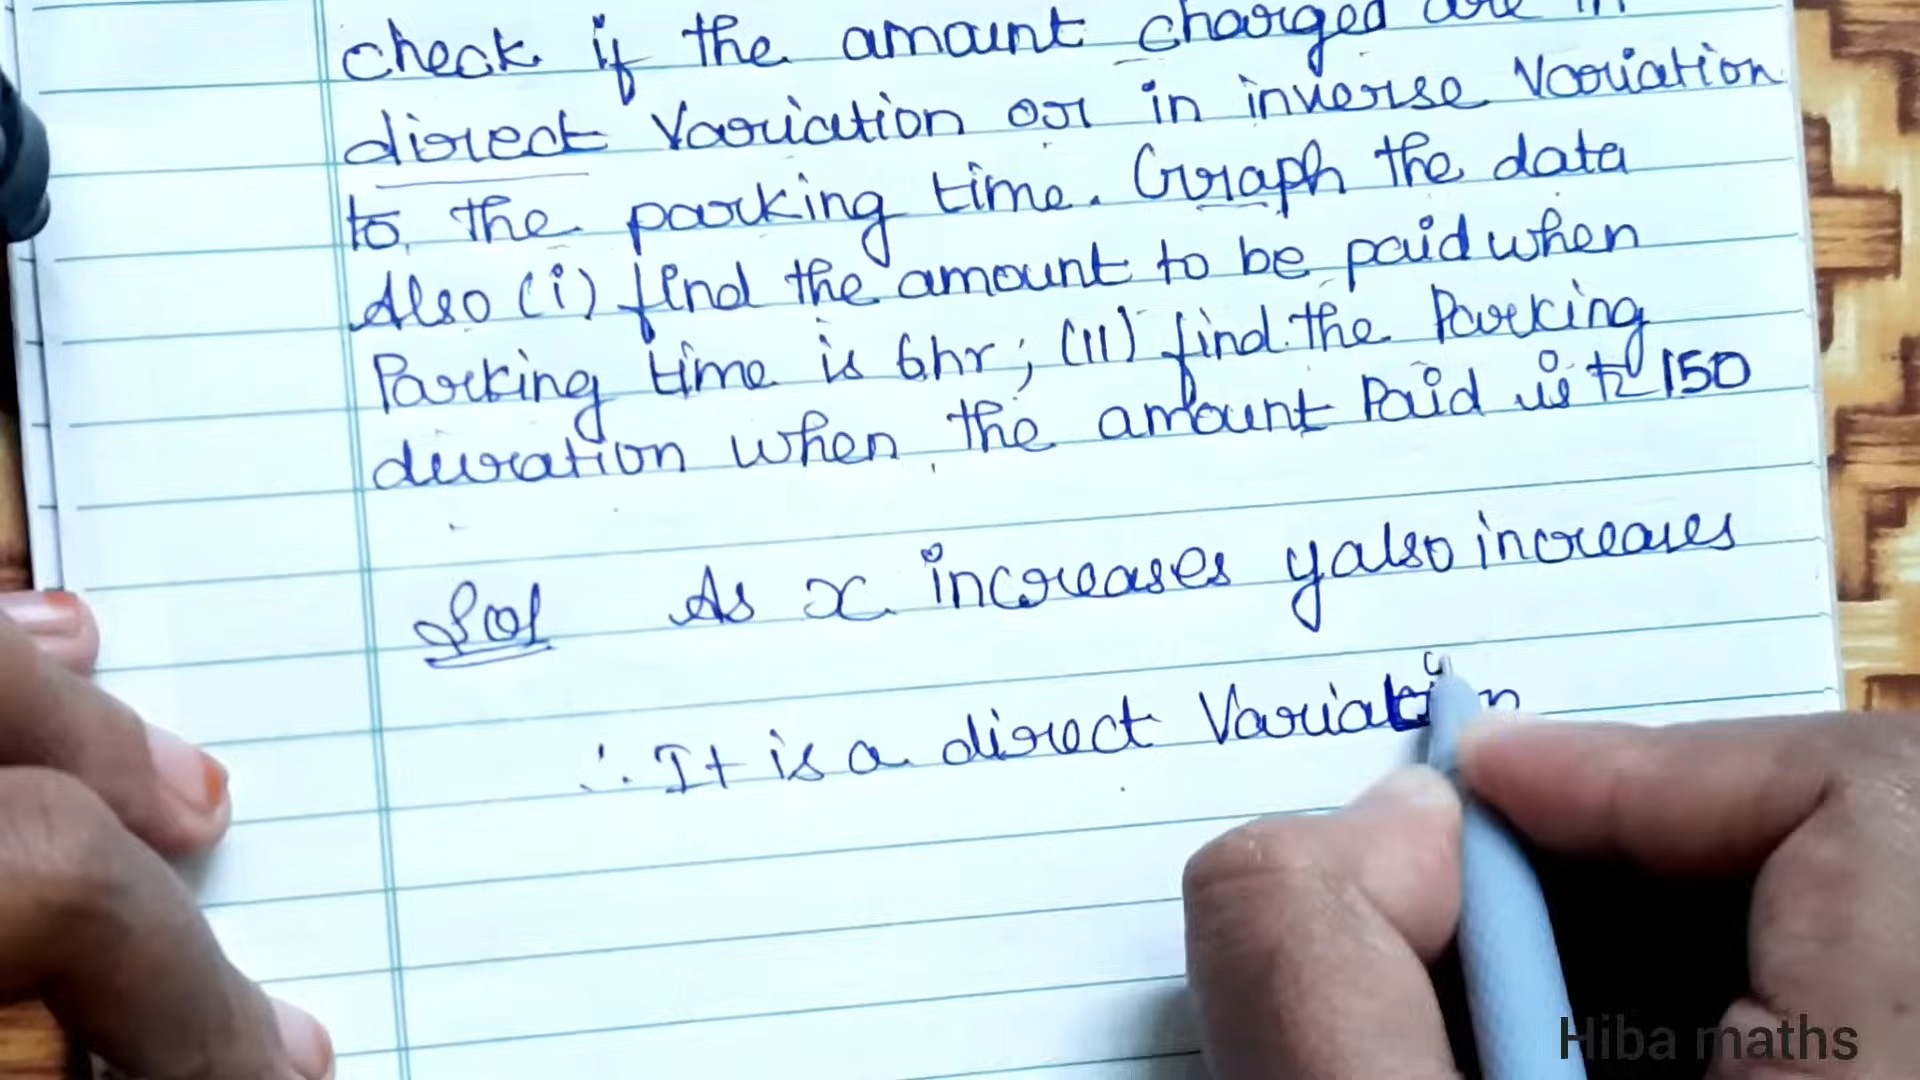 check if the amount charged are in
direct Variation or in inverse Variation
to the parking time. Graph the data
Also (i) find the amount to be paid when
Parking time is 6hr ; (II) find the Parking
duration when the amount Paid is ₹ 150
Sol As x increases y also increases
∴ It is a direct Variation
Hiba maths